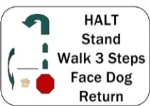 HALT
Stand
Walk 3 Steps
Face Dog
Return